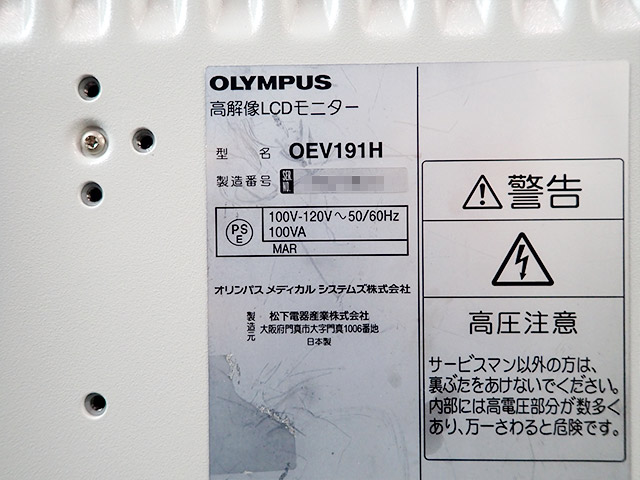 OLYMPUS
高解像LCDモニター
型 名 OEV191H
製造番号 SER. NO.
PS
E
100V-120V～50/60Hz
100VA
MAR
オリンパス メディカル システムズ株式会社
製造元 松下電器産業株式会社
大阪府門真市大字門真1006番地
日本製
警告
高圧注意
サービスマン以外の方は、
裏ぶたをあけないでください。
内部には高電圧部分が数多く
あり、万一さわると危険です。